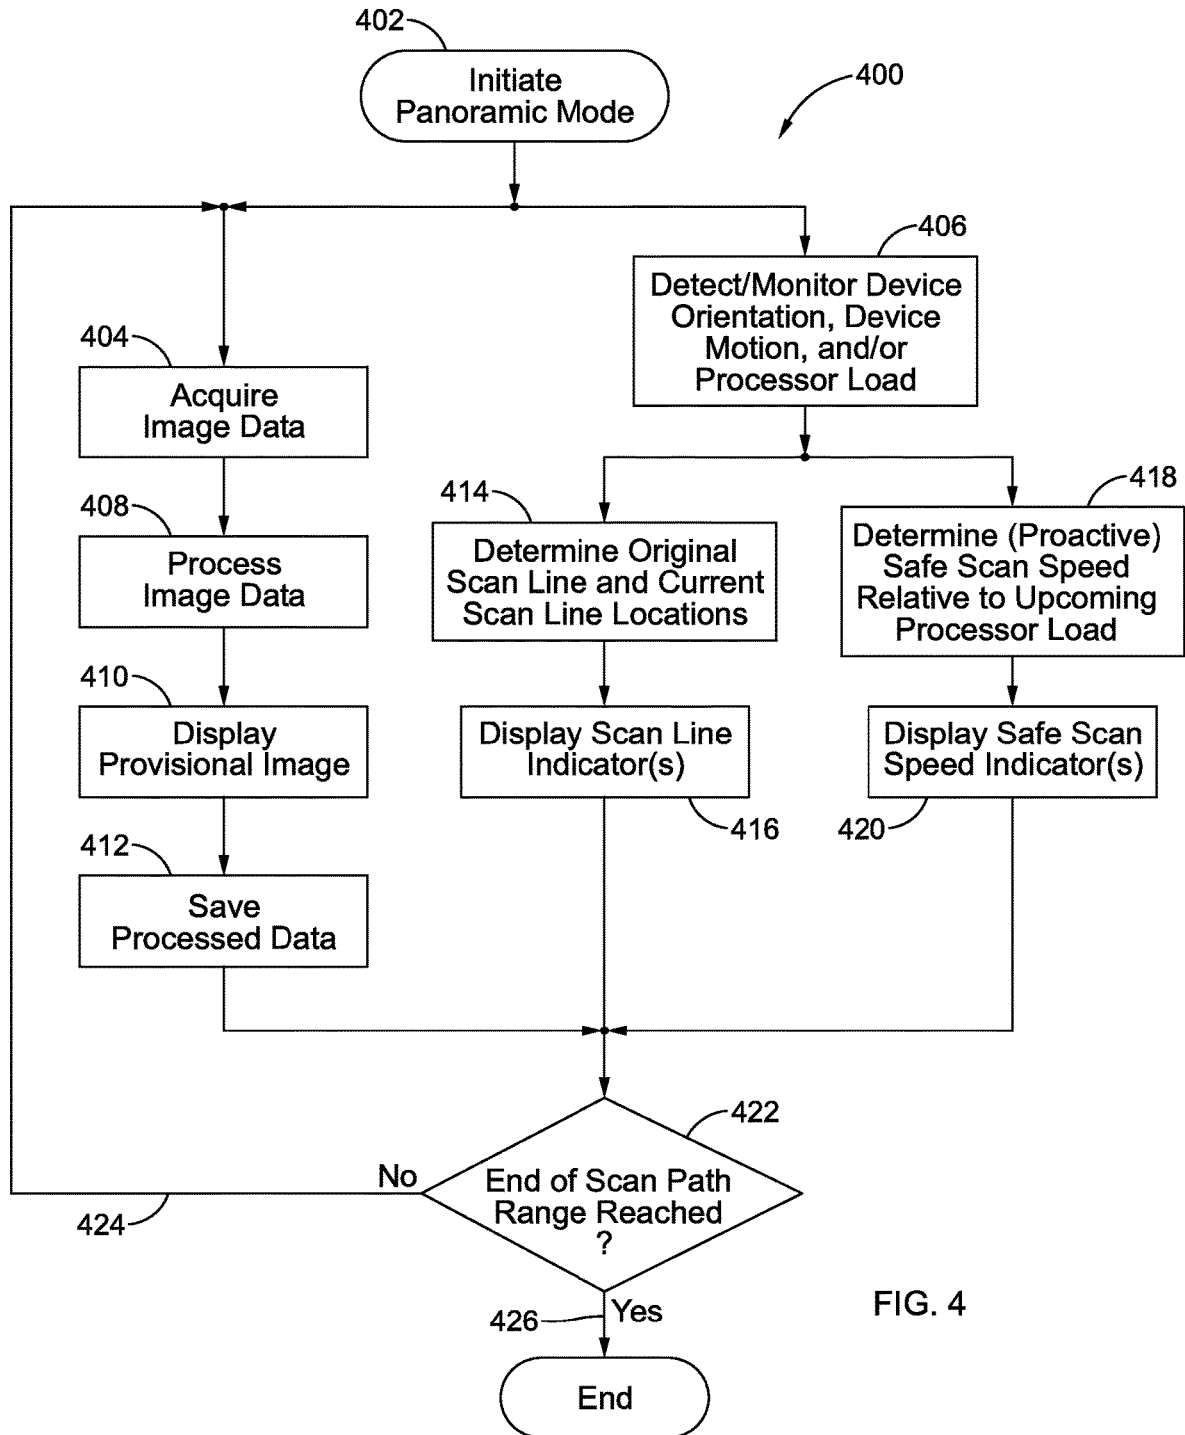 402
Initiate
Panoramic Mode
400
406
Detect/Monitor Device
Orientation, Device
Motion, and/or
Processor Load
404
Acquire
Image Data
414
Determine Original
Scan Line and Current
Scan Line Locations
418
Determine (Proactive)
Safe Scan Speed
Relative to Upcoming
Processor Load
408
Process
Image Data
410
Display
Provisional Image
Display Scan Line
Indicator(s)
416
Display Safe Scan
Speed Indicator(s)
420
412
Save
Processed Data
422
End of Scan Path
Range Reached
?
No
424
Yes
426
End
FIG. 4